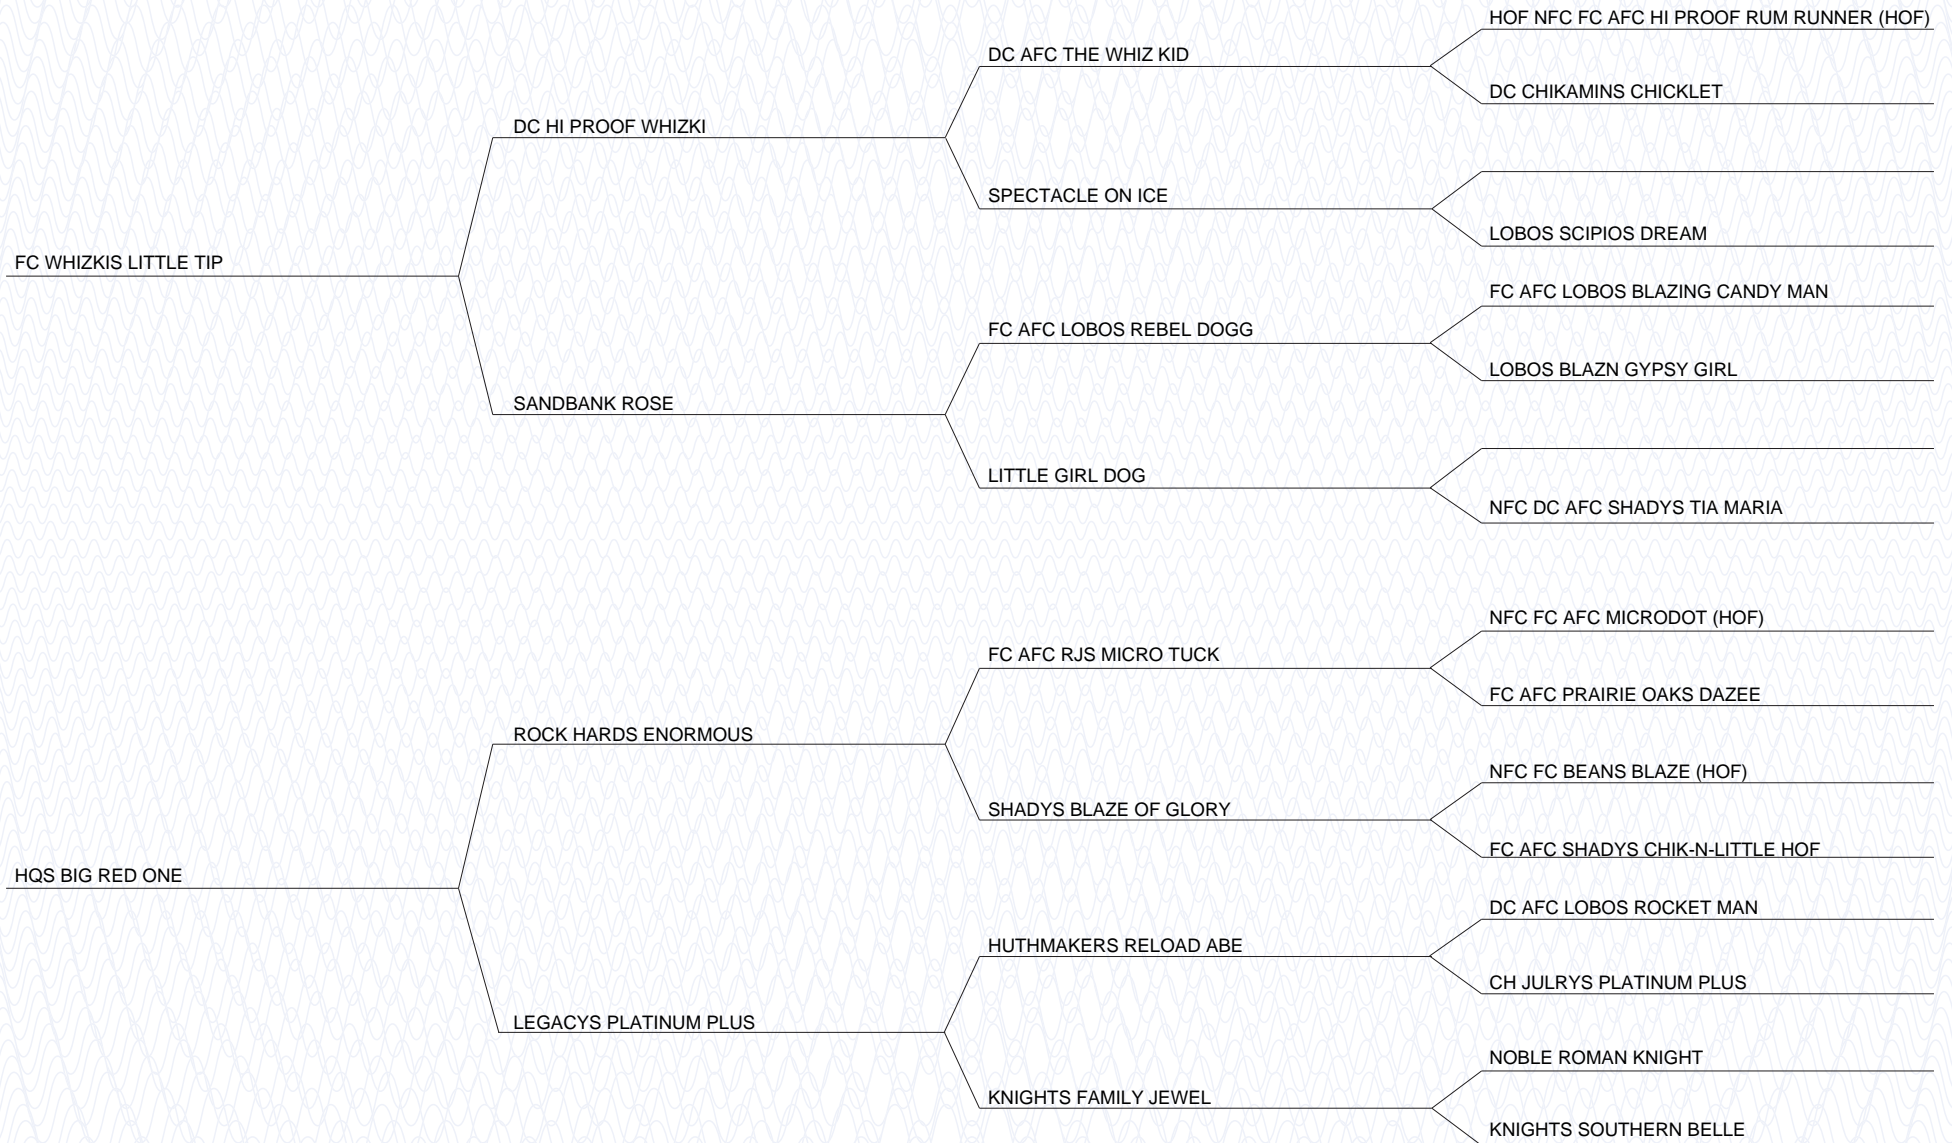 HOF NFC FC AFC HI PROOF RUM RUNNER (HOF)
DC AFC THE WHIZ KID
DC CHIKAMINS CHICKLET
DC HI PROOF WHIZKI
SPECTACLE ON ICE
LOBOS SCIPIOS DREAM
FC WHIZKIS LITTLE TIP
FC AFC LOBOS BLAZING CANDY MAN
FC AFC LOBOS REBEL DOGG
LOBOS BLAZN GYPSY GIRL
SANDBANK ROSE
LITTLE GIRL DOG
NFC DC AFC SHADYS TIA MARIA
NFC FC AFC MICRODOT (HOF)
FC AFC RJS MICRO TUCK
FC AFC PRAIRIE OAKS DAZEE
ROCK HARDS ENORMOUS
NFC FC BEANS BLAZE (HOF)
SHADYS BLAZE OF GLORY
FC AFC SHADYS CHIK-N-LITTLE HOF
HQS BIG RED ONE
DC AFC LOBOS ROCKET MAN
HUTHMAKERS RELOAD ABE
CH JULRYS PLATINUM PLUS
LEGACYS PLATINUM PLUS
NOBLE ROMAN KNIGHT
KNIGHTS FAMILY JEWEL
KNIGHTS SOUTHERN BELLE